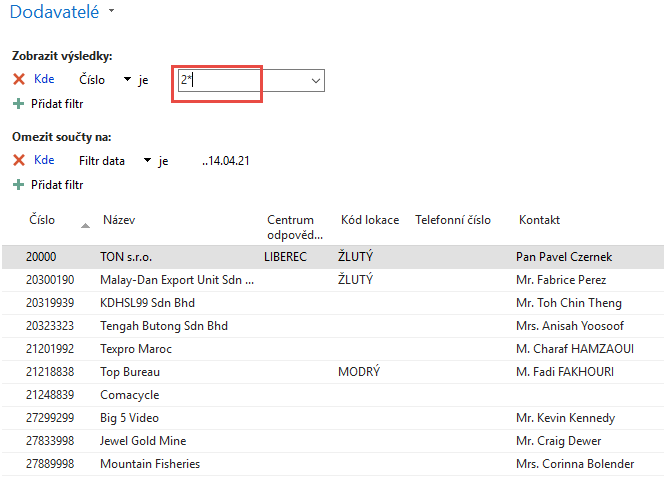 Dodavatelé
Zobrazit výsledky:
Kde Číslo je 2*
Přidat filtr
Omezit součty na:
Kde Filtr data je ..14.04.21
Přidat filtr
Číslo Název Centrum odpověd... Kód lokace Telefonní číslo Kontakt
20000 TON s.r.o. LIBEREC ŽLUTÝ Pan Pavel Czernek
20300190 Malay-Dan Export Unit Sdn ... ŽLUTÝ Mr. Fabrice Perez
20319939 KDHSL99 Sdn Bhd Mr. Toh Chin Theng
20323323 Tengah Butong Sdn Bhd Mrs. Anisah Yoosoof
21201992 Texpro Maroc M. Charaf HAMZAOUI
21218838 Top Bureau MODRÝ M. Fadi FAKHOURI
21248839 Comacycle
27299299 Big 5 Video Mr. Kevin Kennedy
27833998 Jewel Gold Mine Mr. Craig Dewer
27889998 Mountain Fisheries Mrs. Corinna Bolender